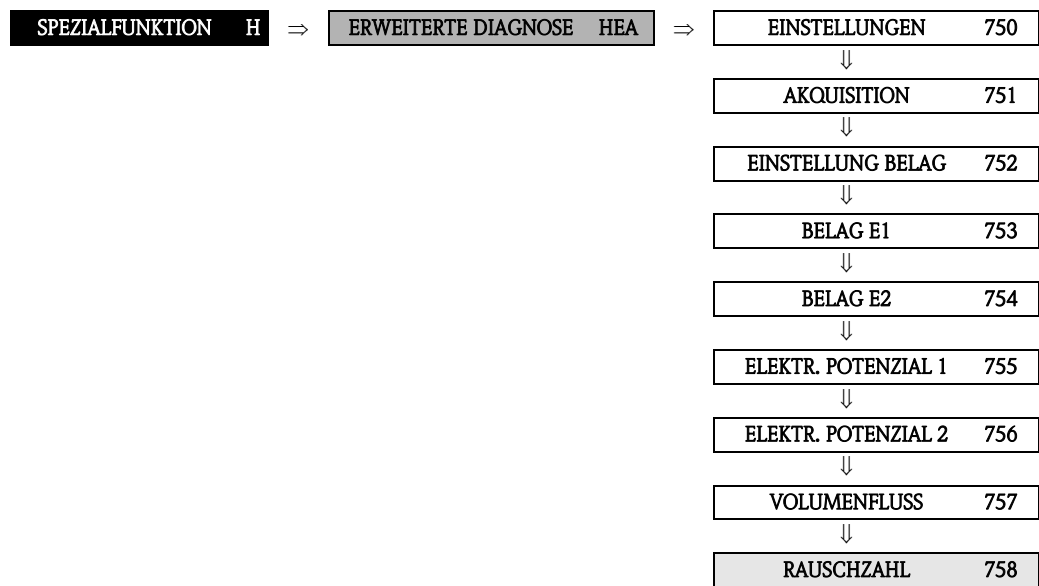 SPEZIALFUNKTION H ⇒ ERWEITERTE DIAGNOSE HEA ⇒ EINSTELLUNGEN 750
⇓
AKQUISITION 751
⇓
EINSTELLUNG BELAG 752
⇓
BELAG E1 753
⇓
BELAG E2 754
⇓
ELEKTR. POTENZIAL 1 755
⇓
ELEKTR. POTENZIAL 2 756
⇓
VOLUMENFLUSS 757
⇓
RAUSCHZAHL 758